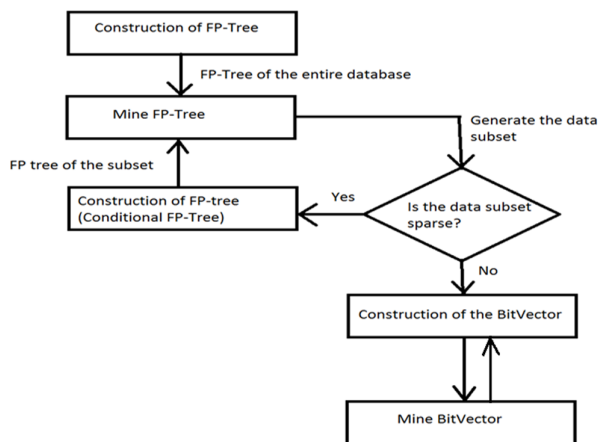 Construction of FP-Tree
FP-Tree of the entire database
Mine FP-Tree
Generate the data
subset
FP tree of the subset
Construction of FP-tree
(Conditional FP-Tree)
Yes
Is the data subset
sparse?
No
Construction of the BitVector
Mine BitVector